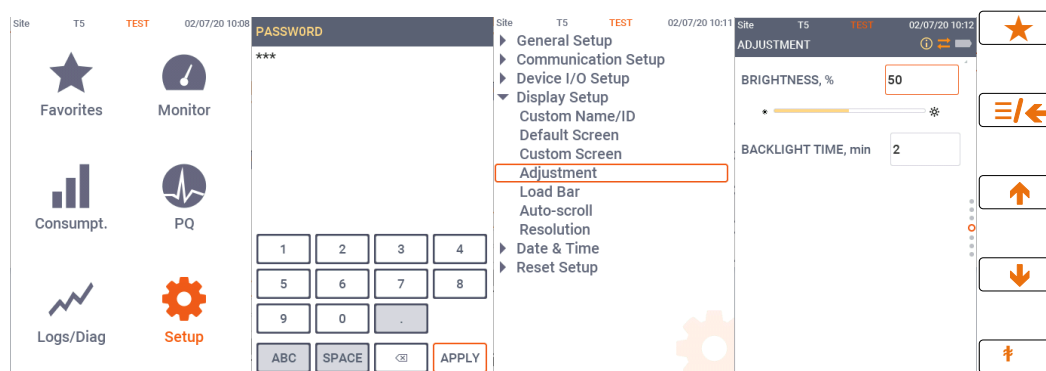 Site T5 TEST 02/07/20 10:08
Favorites Monitor
Consumpt. PQ
Logs/Diag Setup
PASSWORD
***
1 2 3 4
5 6 7 8
9 0 .
ABC SPACE APPLY
Site T5 TEST 02/07/20 10:11
General Setup
Communication Setup
Device I/O Setup
Display Setup
Custom Name/ID
Default Screen
Custom Screen
Adjustment
Load Bar
Auto-scroll
Resolution
Date & Time
Reset Setup
Site T5 TEST 02/07/20 10:12
ADJUSTMENT
BRIGHTNESS, % 50
BACKLIGHT TIME, min 2